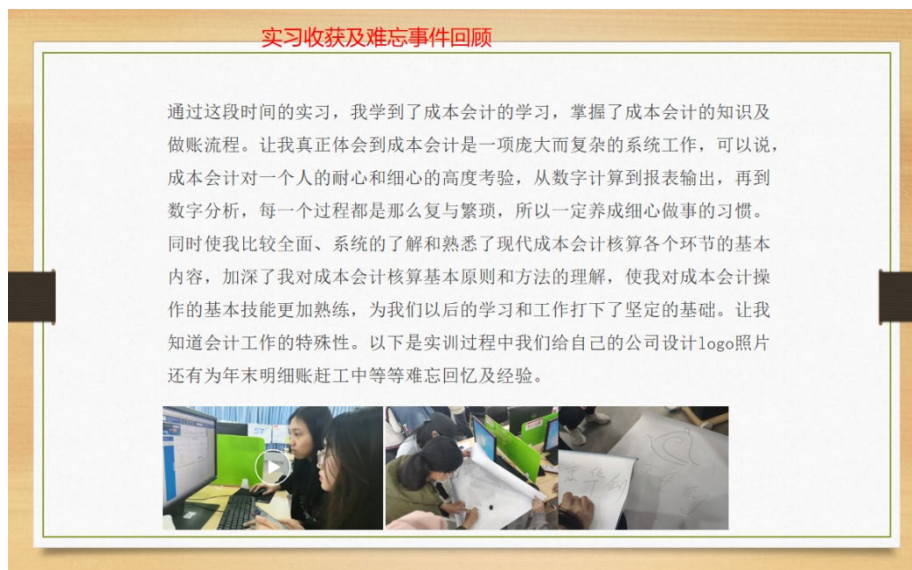 实习收获及难忘事件回顾
通过这段时间的实习，我学到了成本会计的学习，掌握了成本会计的知识及
做账流程。让我真正体会到成本会计是一项庞大而复杂的系统工作，可以说，
成本会计对一个人的耐心和细心的高度考验，从数字计算到报表输出，再到
数字分析，每一个过程都是那么复与繁琐，所以一定养成细心做事的习惯。
同时使我比较全面、系统的了解和熟悉了现代成本会计核算各个环节的基本
内容，加深了我对成本会计核算基本原则和方法的理解，使我对成本会计操
作的基本技能更加熟练，为我们以后的学习和工作打下了坚定的基础。让我
知道会计工作的特殊性。以下是实训过程中我们给自己的公司设计logo照片
还有为年末明细账赶工中等等难忘回忆及经验。